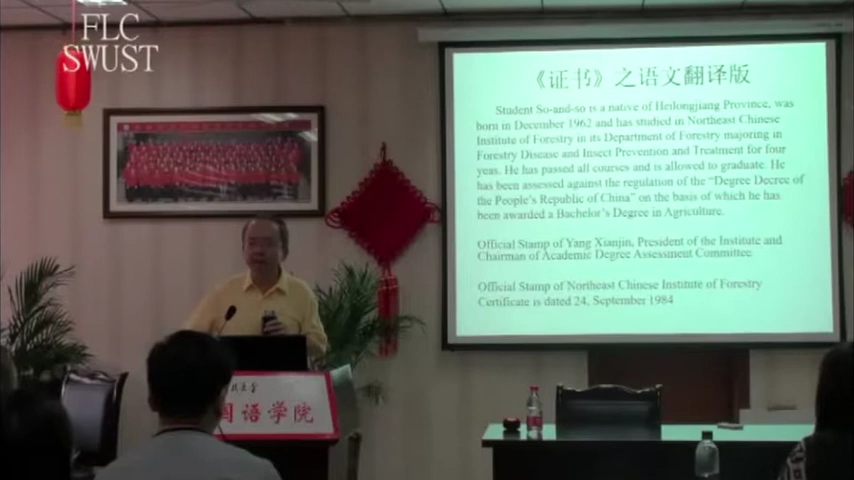 FLC
SWUST
《证书》之语文翻译版
Student So-and-so is a native of Heilongjiang Province, was
born in December 1962 and has studied in Northeast Chinese
Institute of Forestry in its Department of Forestry majoring in
Forestry Disease and Insect Prevention and Treatment for four
yeas. He has passed all courses and is allowed to graduate. He
has been assessed against the regulation of the “Degree Decree of
the People’s Republic of China” on the basis of which he has
been awarded a Bachelor’s Degree in Agriculture.
Official Stamp of Yang Xianjin, President of the Institute and
Chairman of Academic Degree Assessment Committee
Official Stamp of Northeast Chinese Institute of Forestry
Certificate is dated 24, September 1984
国语学院